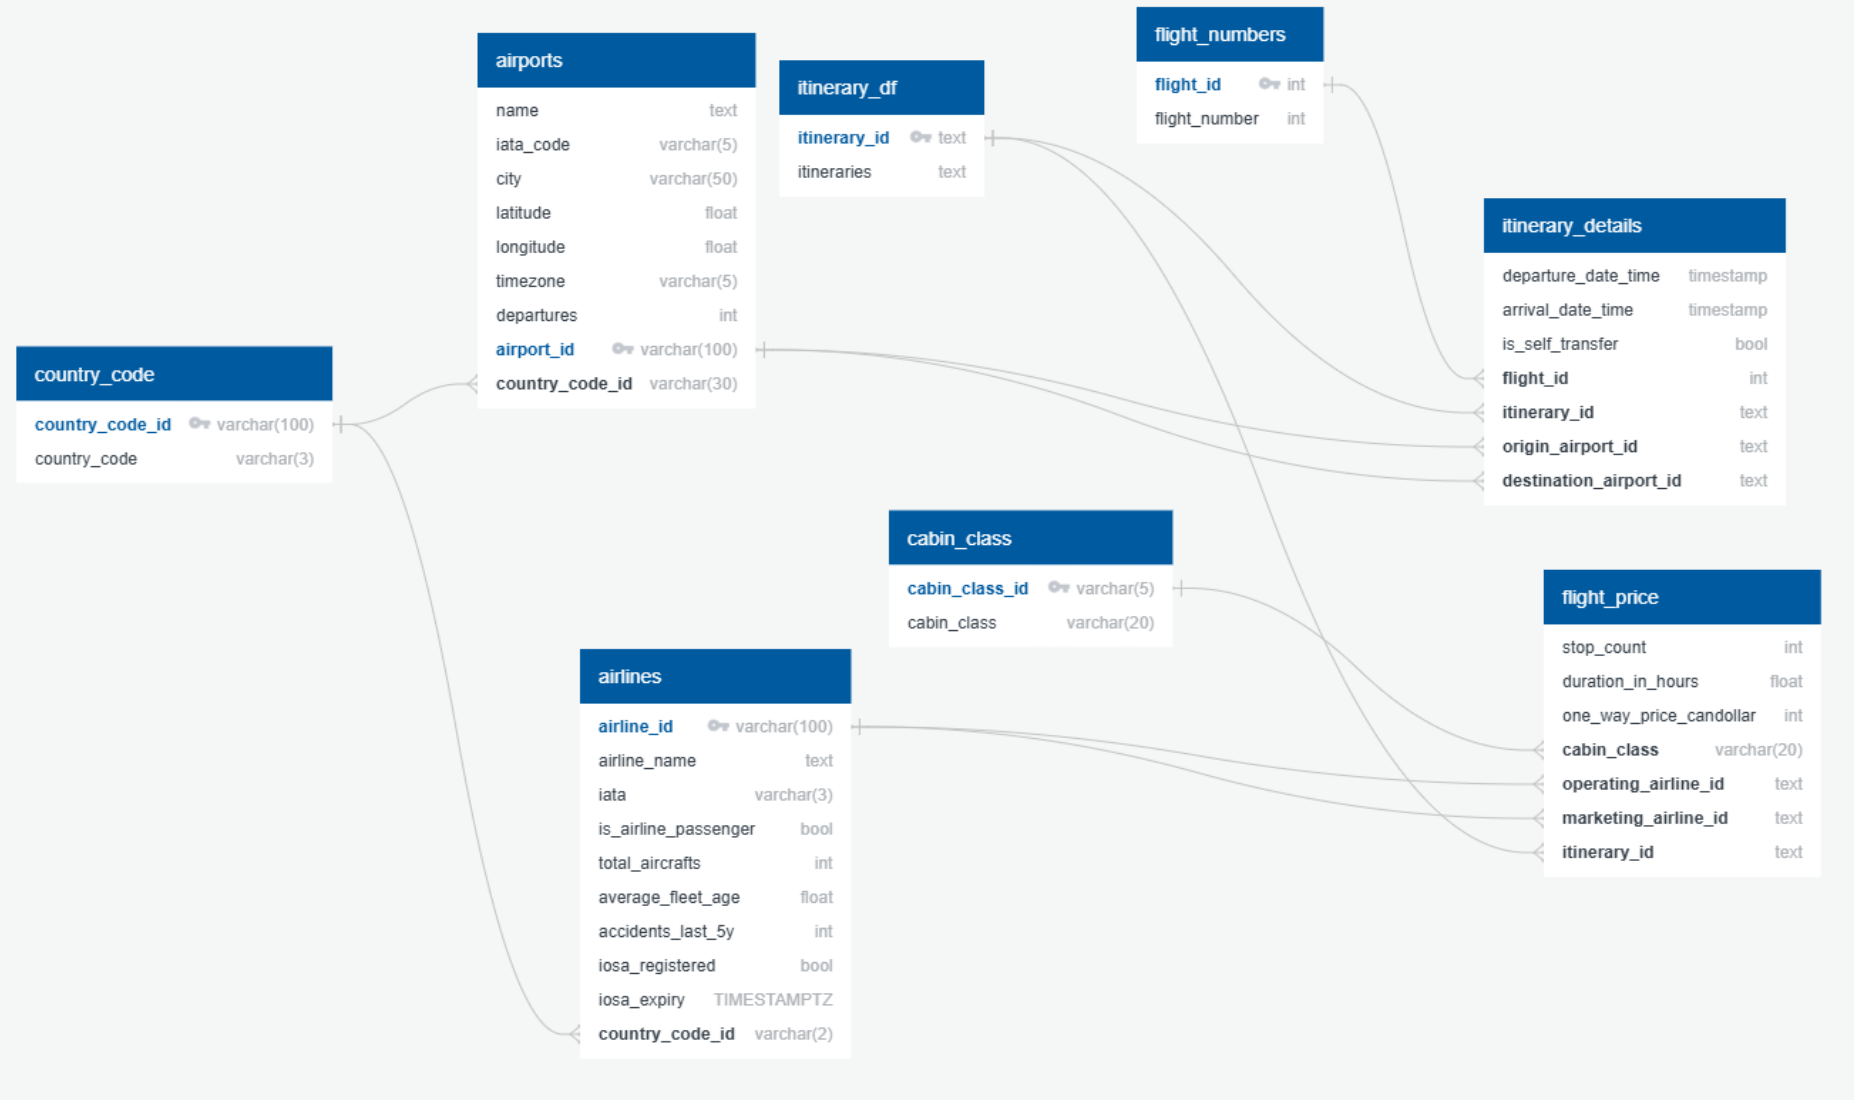 country_code
country_code_id varchar(100)
country_code varchar(3)
airports
name text
iata_code varchar(5)
city varchar(50)
latitude float
longitude float
timezone varchar(5)
departures int
airport_id varchar(100)
country_code_id varchar(30)
itinerary_df
itinerary_id text
itineraries text
flight_numbers
flight_id int
flight_number int
itinerary_details
departure_date_time timestamp
arrival_date_time timestamp
is_self_transfer bool
flight_id int
itinerary_id text
origin_airport_id text
destination_airport_id text
cabin_class
cabin_class_id varchar(5)
cabin_class varchar(20)
airlines
airline_id varchar(100)
airline_name text
iata varchar(3)
is_airline_passenger bool
total_aircrafts int
average_fleet_age float
accidents_last_5y int
iosa_registered bool
iosa_expiry TIMESTAMPTZ
country_code_id varchar(2)
flight_price
stop_count int
duration_in_hours float
one_way_price_candollar int
cabin_class varchar(20)
operating_airline_id text
marketing_airline_id text
itinerary_id text